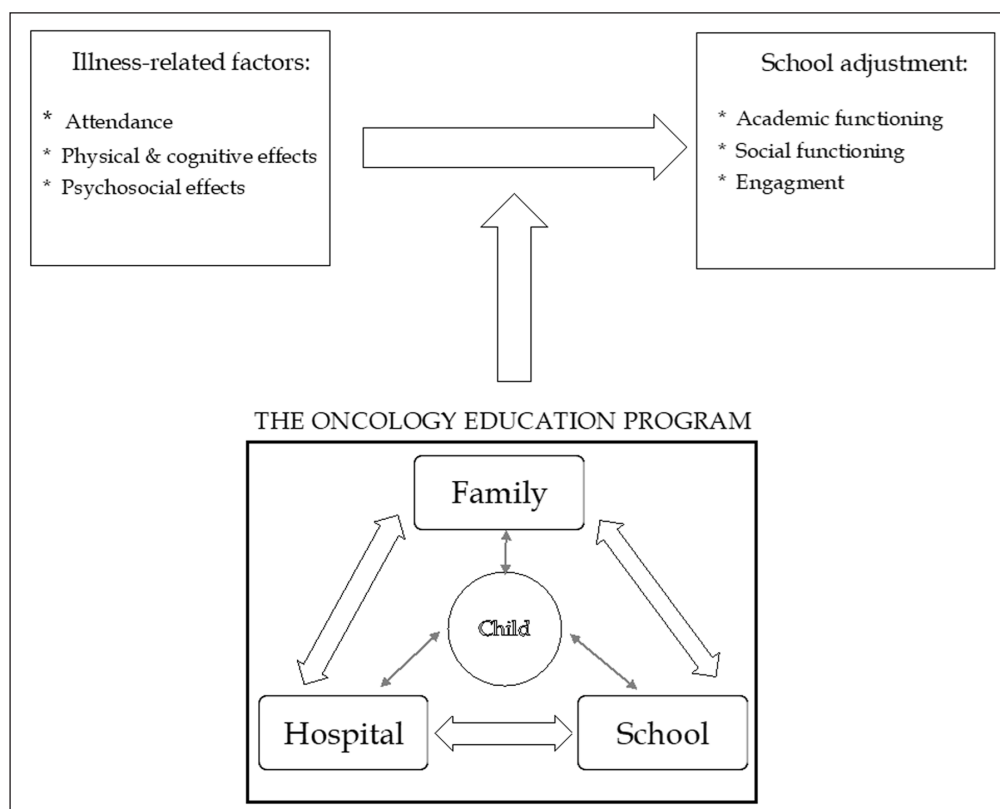 Illness-related factors:
* Attendance
* Physical & cognitive effects
* Psychosocial effects
School adjustment:
* Academic functioning
* Social functioning
* Engagment
THE ONCOLOGY EDUCATION PROGRAM
Family
Child
Hospital
School